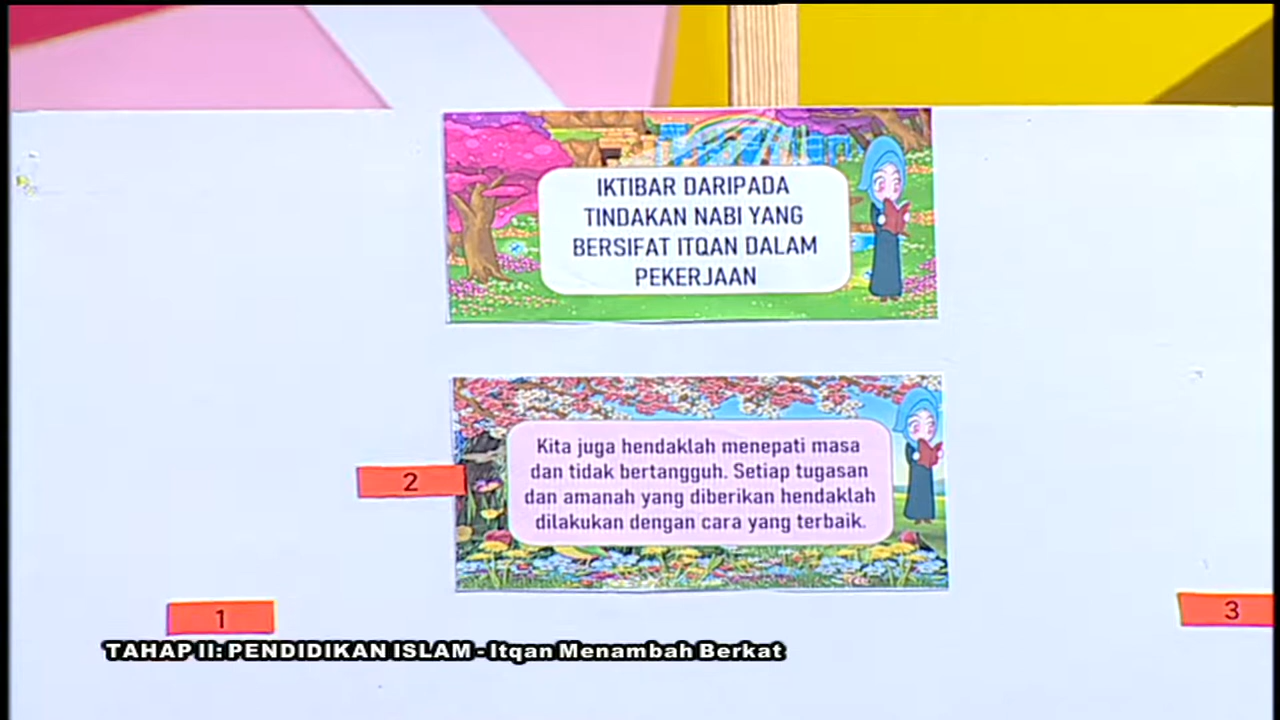 IKTIBAR DARIPADA
TINDAKAN NABI YANG
BERSIFAT ITQAN DALAM
PEKERJAAN
Kita juga hendaklah menepati masa
dan tidak bertangguh. Setiap tugasan
dan amanah yang diberikan hendaklah
dilakukan dengan cara yang terbaik.
2
1
3
TAHAP II: PENDIDIKAN ISLAM - Itqan Menambah Berkat